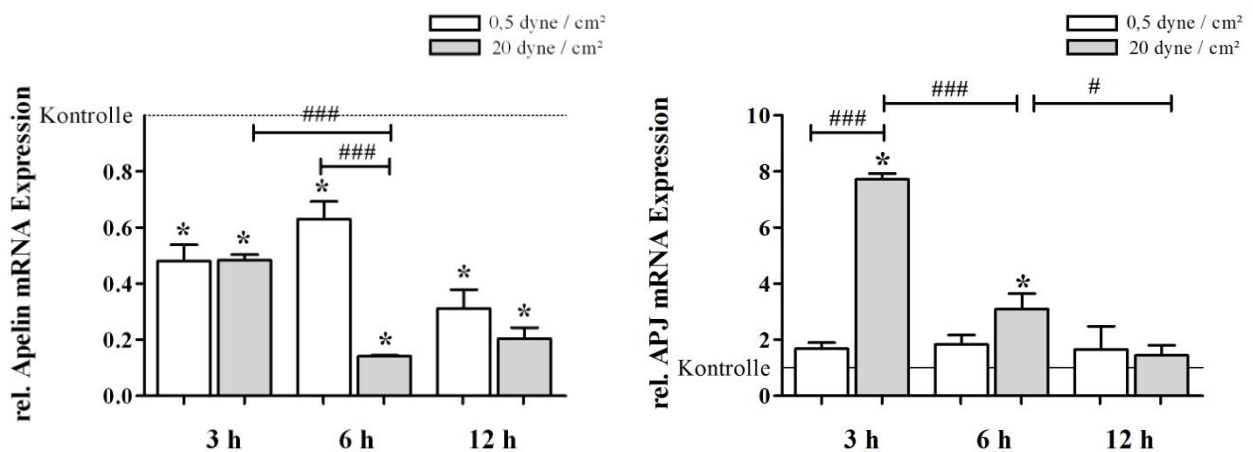 0,5 dyne / cm²
20 dyne / cm²
rel. Apelin mRNA Expression
Kontrolle
0.8
0.6
0.4
0.2
0.0
###
###
* * * * * *
3 h 6 h 12 h
0,5 dyne / cm²
20 dyne / cm²
rel. APJ mRNA Expression
10
8
6
4
2
Kontrolle
0
### ### #
* *
3 h 6 h 12 h